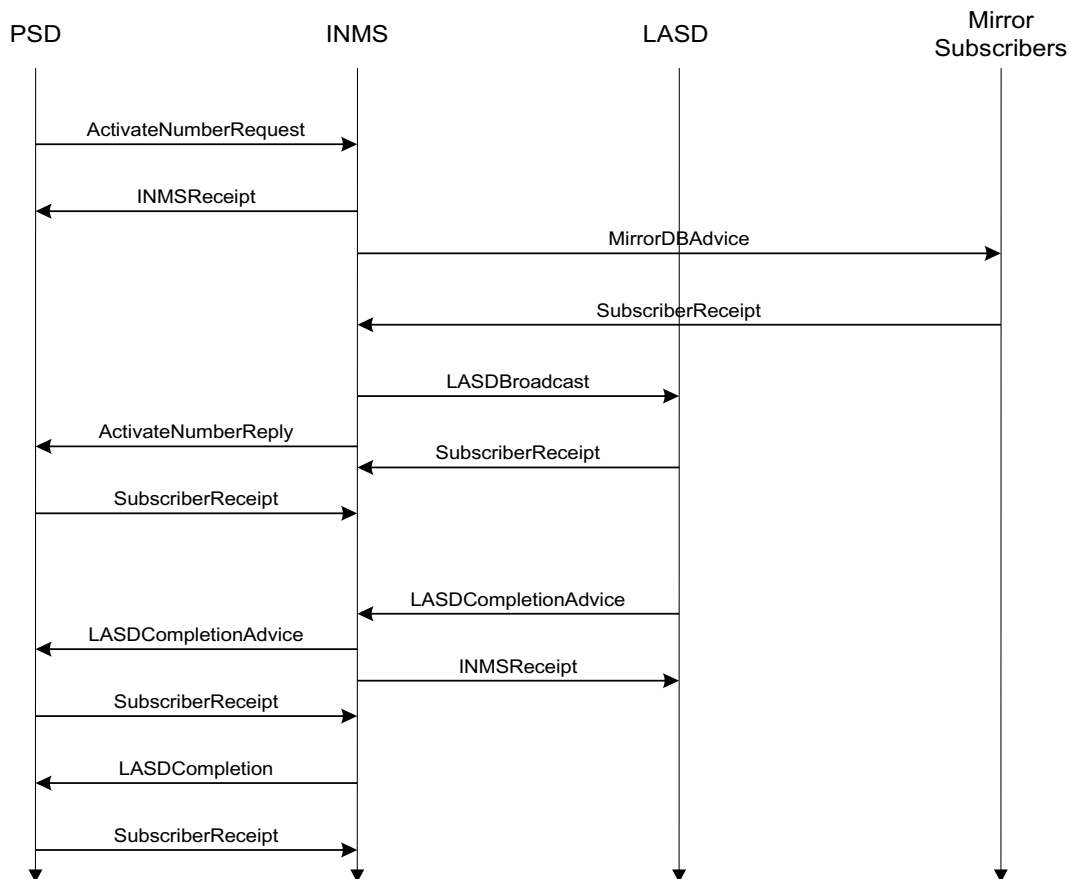 PSD
INMS
LASD
Mirror
Subscribers
ActivateNumberRequest
INMSReceipt
MirrorDBAdvice
SubscriberReceipt
LASDBroadcast
ActivateNumberReply
SubscriberReceipt
SubscriberReceipt
LASDCompletionAdvice
LASDCompletionAdvice
INMSReceipt
SubscriberReceipt
LASDCompletion
SubscriberReceipt